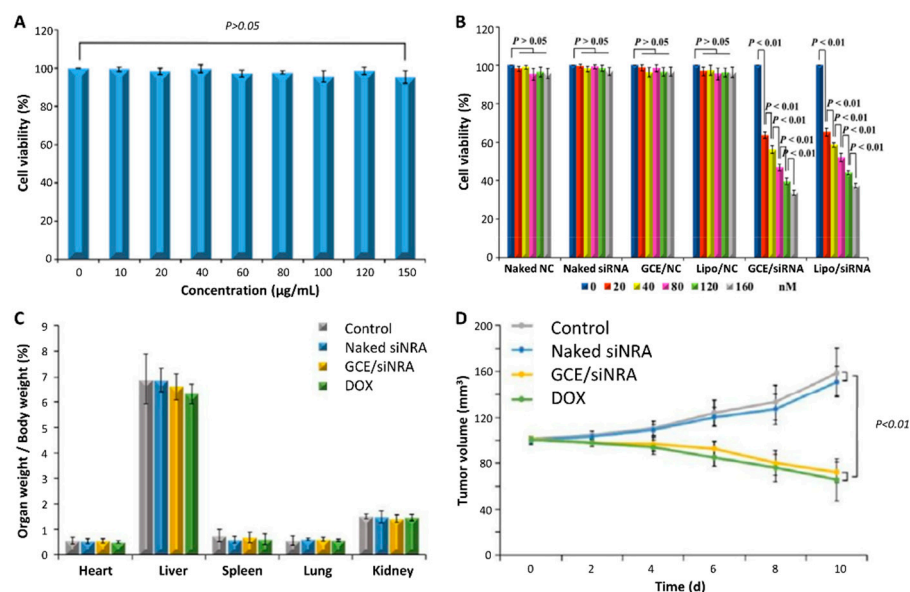 A
P>0.05
120
100
80
60
40
20
0
Cell viability (%)
0 10 20 40 60 80 100 120 150
Concentration (µg/mL)
B
P > 0.05 P > 0.05 P > 0.05 P > 0.05 P < 0.01 P < 0.01
P < 0.01 P < 0.01
P < 0.01 P < 0.01
P < 0.01 P < 0.01
P < 0.01 P < 0.01
120
100
80
60
40
20
0
Cell viability (%)
Naked NC Naked siRNA GCE/NC Lipo/NC GCE/siRNA Lipo/siRNA
0 20 40 80 120 160 nM
C
Control
Naked siNRA
GCE/siNRA
DOX
9
8
7
6
5
4
3
2
1
0
Organ weight / Body weight (%)
Heart Liver Spleen Lung Kidney
D
Control
Naked siNRA
GCE/siNRA
DOX
200
160
120
80
40
0
Tumor volume (mm³)
P<0.01
0 2 4 6 8 10
Time (d)